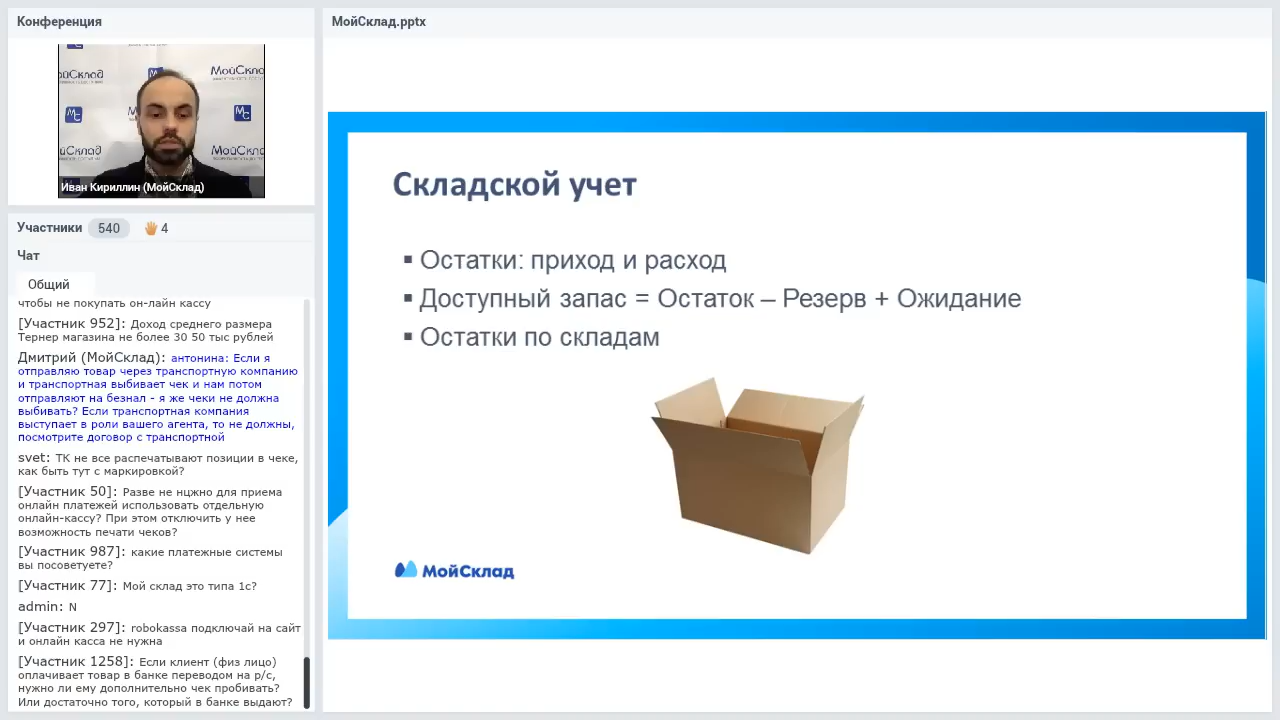 Конференция
МойСклад.pptx
МойСклад
МойСклад
Иван Кириллин (МойСклад)
Участники 540 4
Чат
Общий
чтобы не покупать он-лайн кассу
[Участник 952]: Доход среднего размера
Тернер магазина не более 30 50 тыс рублей
Дмитрий (МойСклад): антонина: Если я
отправляю товар через транспортную компанию
и транспортная выбивает чек и нам потом
отправляют на безнал - я же чеки не должна
выбивать? Если транспортная компания
выступает в роли вашего агента, то не должны,
посмотрите договор с транспортной
svet: ТК не все распечатывают позиции в чеке,
как быть тут с маркировкой?
[Участник 50]: Разве не нцжно для приема
онлайн платежей использовать отдельную
онлайн-кассу? При этом отключить у нее
возможность печати чеков?
[Участник 987]: какие платежные системы
вы посоветуете?
[Участник 77]: Мой склад это типа 1с?
admin: N
[Участник 297]: robokassa подключай на сайт
и онлайн касса не нужна
[Участник 1258]: Если клиент (физ лицо)
оплачивает товар в банке переводом на р/с,
нужно ли ему дополнительно чек пробивать?
Или достаточно того, который в банке выдают?
Складской учет
▪ Остатки: приход и расход
▪ Доступный запас = Остаток – Резерв + Ожидание
▪ Остатки по складам
МойСклад